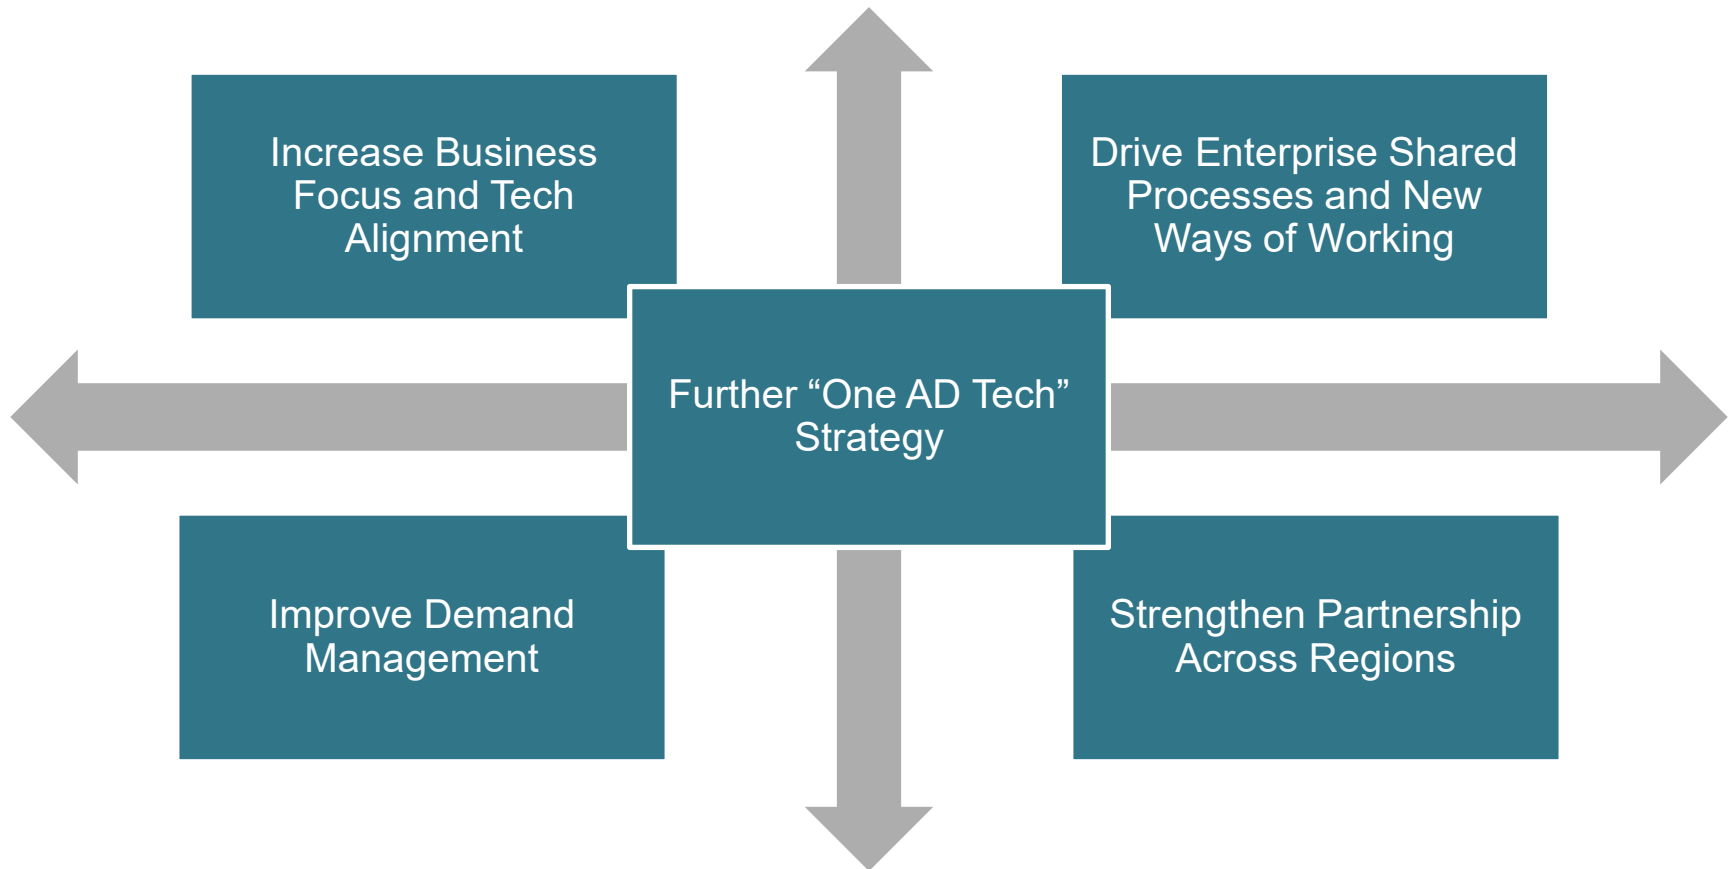 Increase Business
Focus and Tech
Alignment
Drive Enterprise Shared
Processes and New
Ways of Working
Further “One AD Tech”
Strategy
Improve Demand
Management
Strengthen Partnership
Across Regions